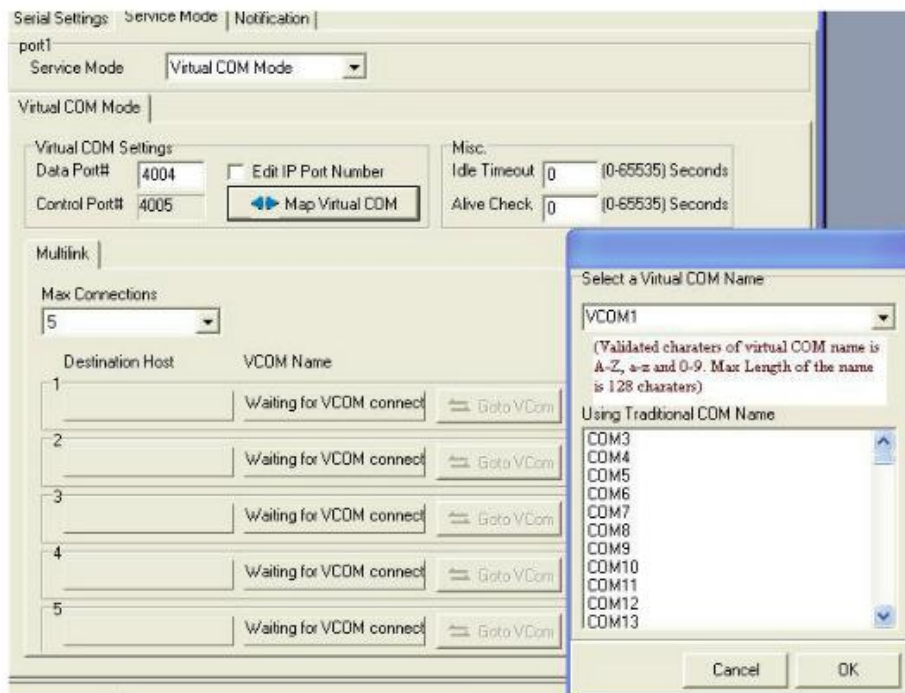 Serial Settings
Service Mode
Notification
port1
Service Mode
Virtual COM Mode
Virtual COM Mode
Virtual COM Settings
Data Port#
4004
Edit IP Port Number
Control Port#
4005
Map Virtual COM
Misc.
Idle Timeout
0
(0-65535) Seconds
Alive Check
0
(0-65535) Seconds
Multilink
Max Connections
5
Destination Host
VCOM Name
1
Waiting for VCOM connect
Goto VCom
2
Waiting for VCOM connect
Goto VCom
3
Waiting for VCOM connect
Goto VCom
4
Waiting for VCOM connect
Goto VCom
5
Waiting for VCOM connect
Goto VCom
Select a Virtual COM Name
VCOM1
(Validated charaters of virtual COM name is
A-Z, a-z and 0-9. Max Length of the name
is 128 charaters)
Using Traditional COM Name
COM3
COM4
COM5
COM6
COM7
COM8
COM9
COM10
COM11
COM12
COM13
Cancel
OK